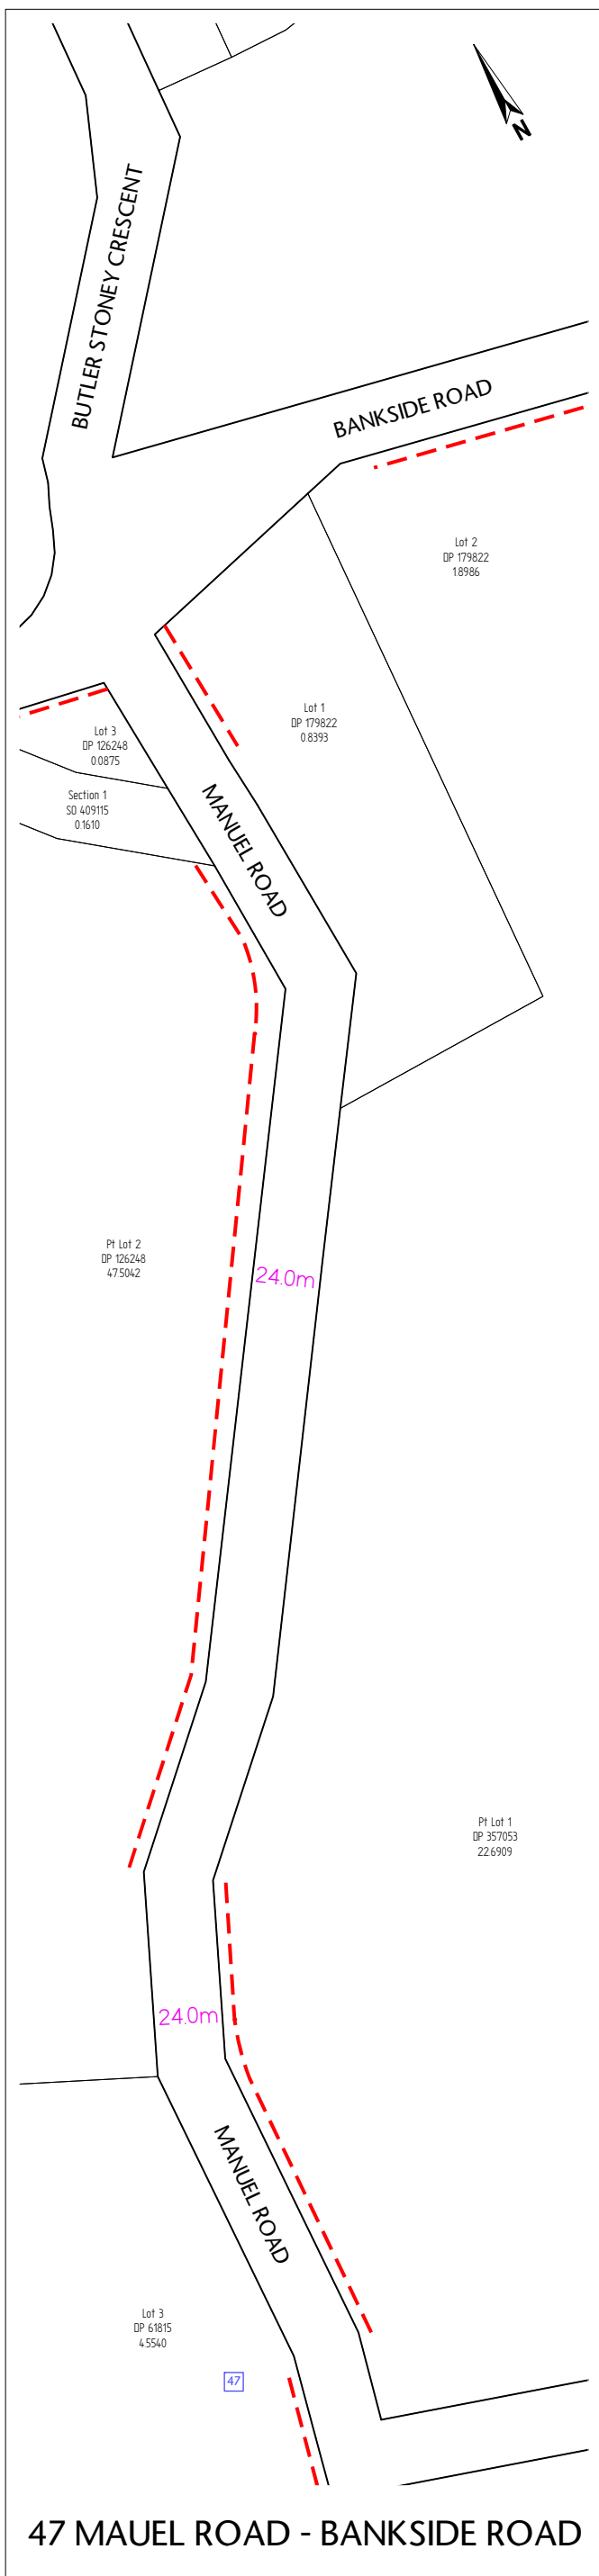 N
BUTLER STONEY CRESCENT
BANKSIDE ROAD
Lot 2
DP 179822
1.8986
Lot 1
DP 179822
0.8393
Lot 3
DP 126248
0.0875
Section 1
SO 409115
0.1610
MANUEL ROAD
Pt Lot 2
DP 126248
47.5042
24.0m
Pt Lot 1
DP 357053
22.6909
24.0m
MANUEL ROAD
Lot 3
DP 61815
4.5540
47
47 MAUEL ROAD - BANKSIDE ROAD